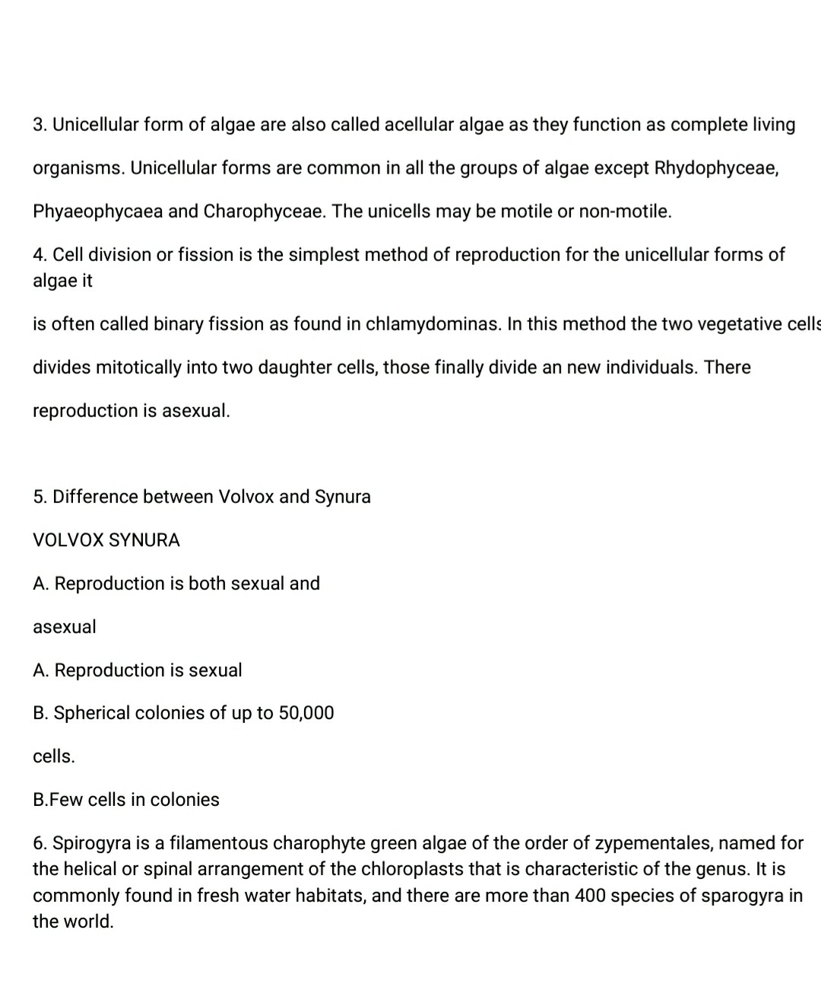 3. Unicellular form of algae are also called acellular algae as they function as complete living
organisms. Unicellular forms are common in all the groups of algae except Rhydophyceae,
Phyaeophycaea and Charophyceae. The unicells may be motile or non-motile.
4. Cell division or fission is the simplest method of reproduction for the unicellular forms of
algae it
is often called binary fission as found in chlamydominas. In this method the two vegetative cells
divides mitotically into two daughter cells, those finally divide an new individuals. There
reproduction is asexual.
5. Difference between Volvox and Synura
VOLVOX SYNURA
A. Reproduction is both sexual and
asexual
A. Reproduction is sexual
B. Spherical colonies of up to 50,000
cells.
B.Few cells in colonies
6. Spirogyra is a filamentous charophyte green algae of the order of zypementales, named for
the helical or spinal arrangement of the chloroplasts that is characteristic of the genus. It is
commonly found in fresh water habitats, and there are more than 400 species of sparogyra in
the world.